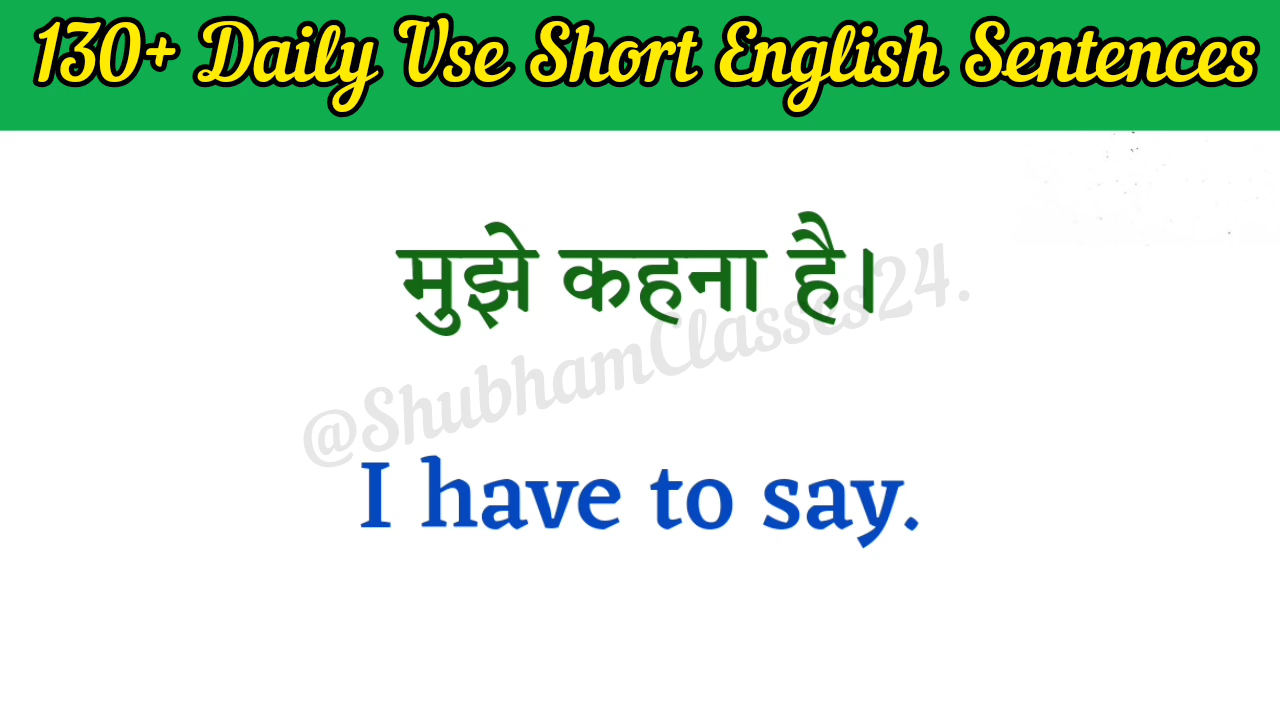 130+ Daily Use Short English Sentences
मुझे कहना है।
@ShubhamClasses24.
I have to say.